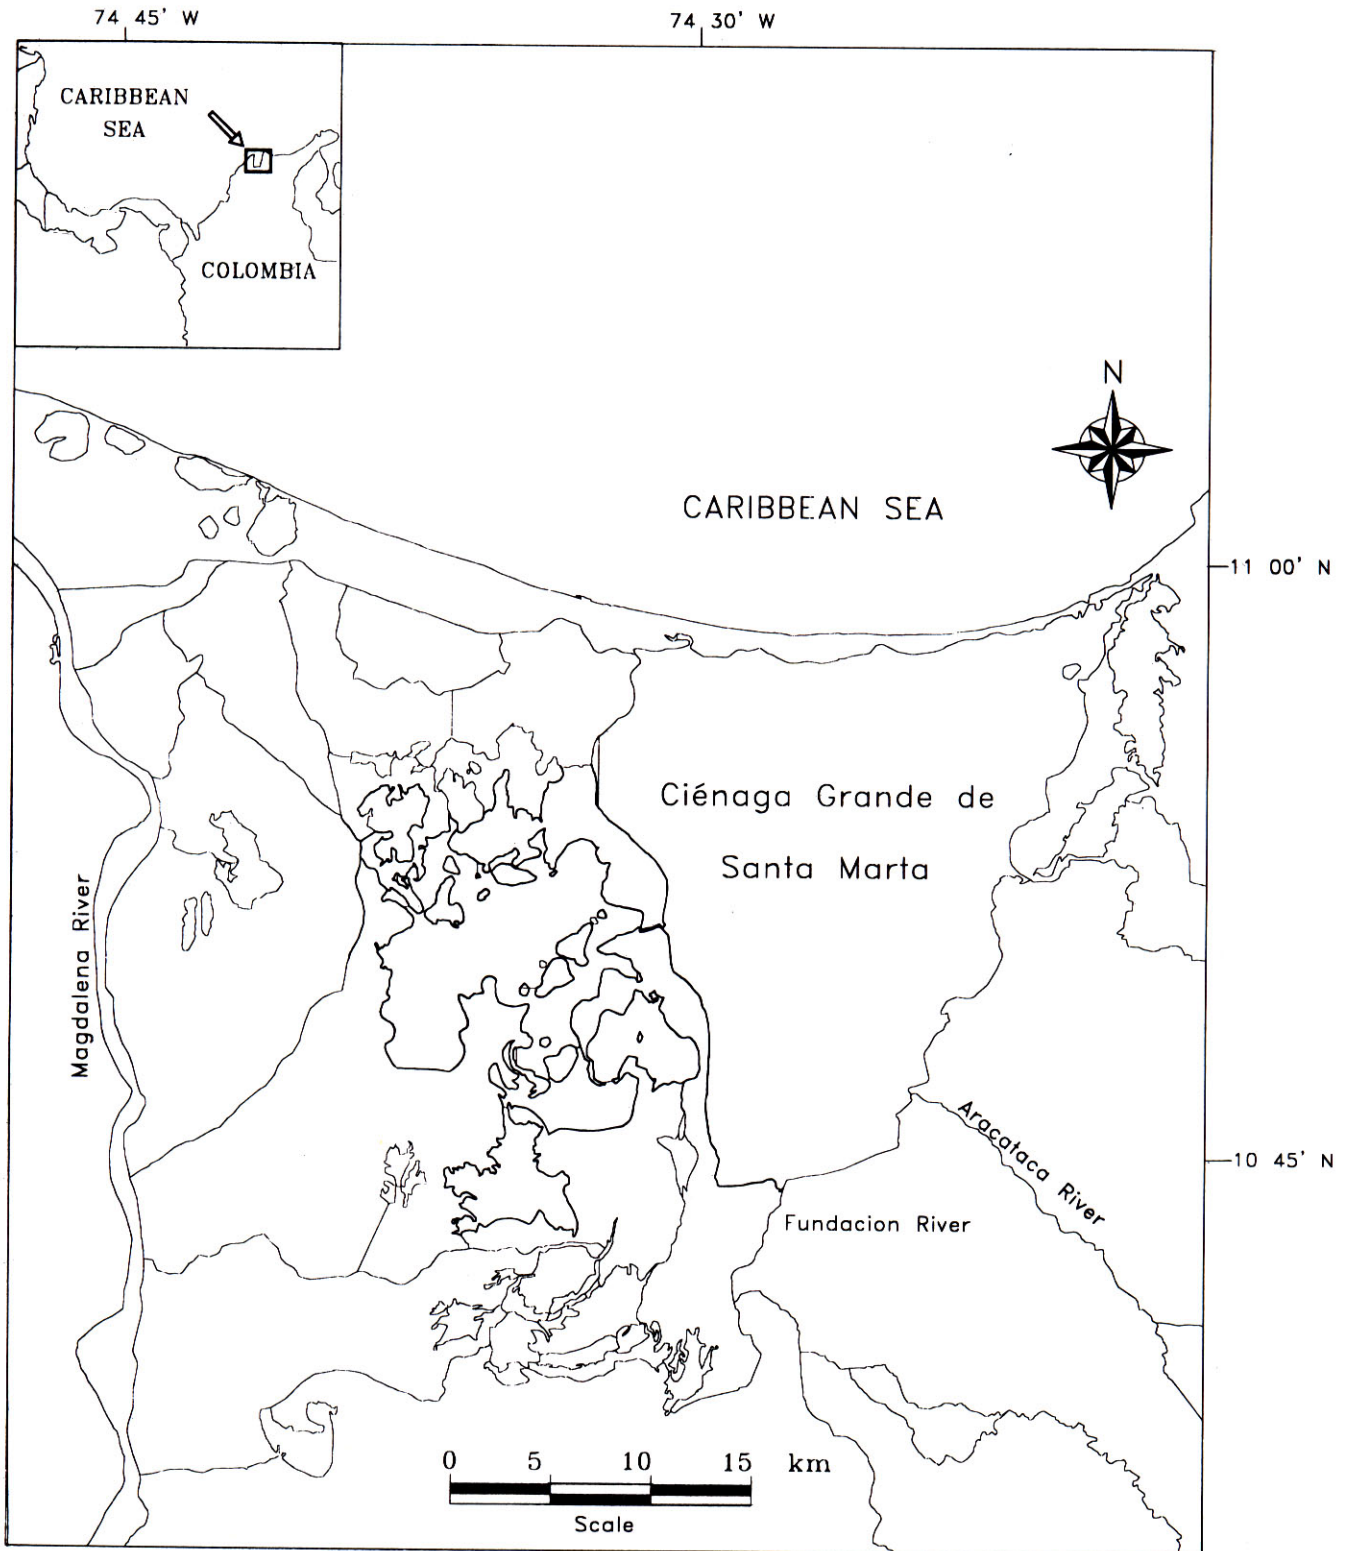 74 45' W
74 30' W
CARIBBEAN
SEA
COLOMBIA
N
CARIBBEAN SEA
11 00' N
Ciénaga Grande de
Santa Marta
Magdalena River
Aracataca River
10 45' N
Fundacion River
0 5 10 15 km
Scale